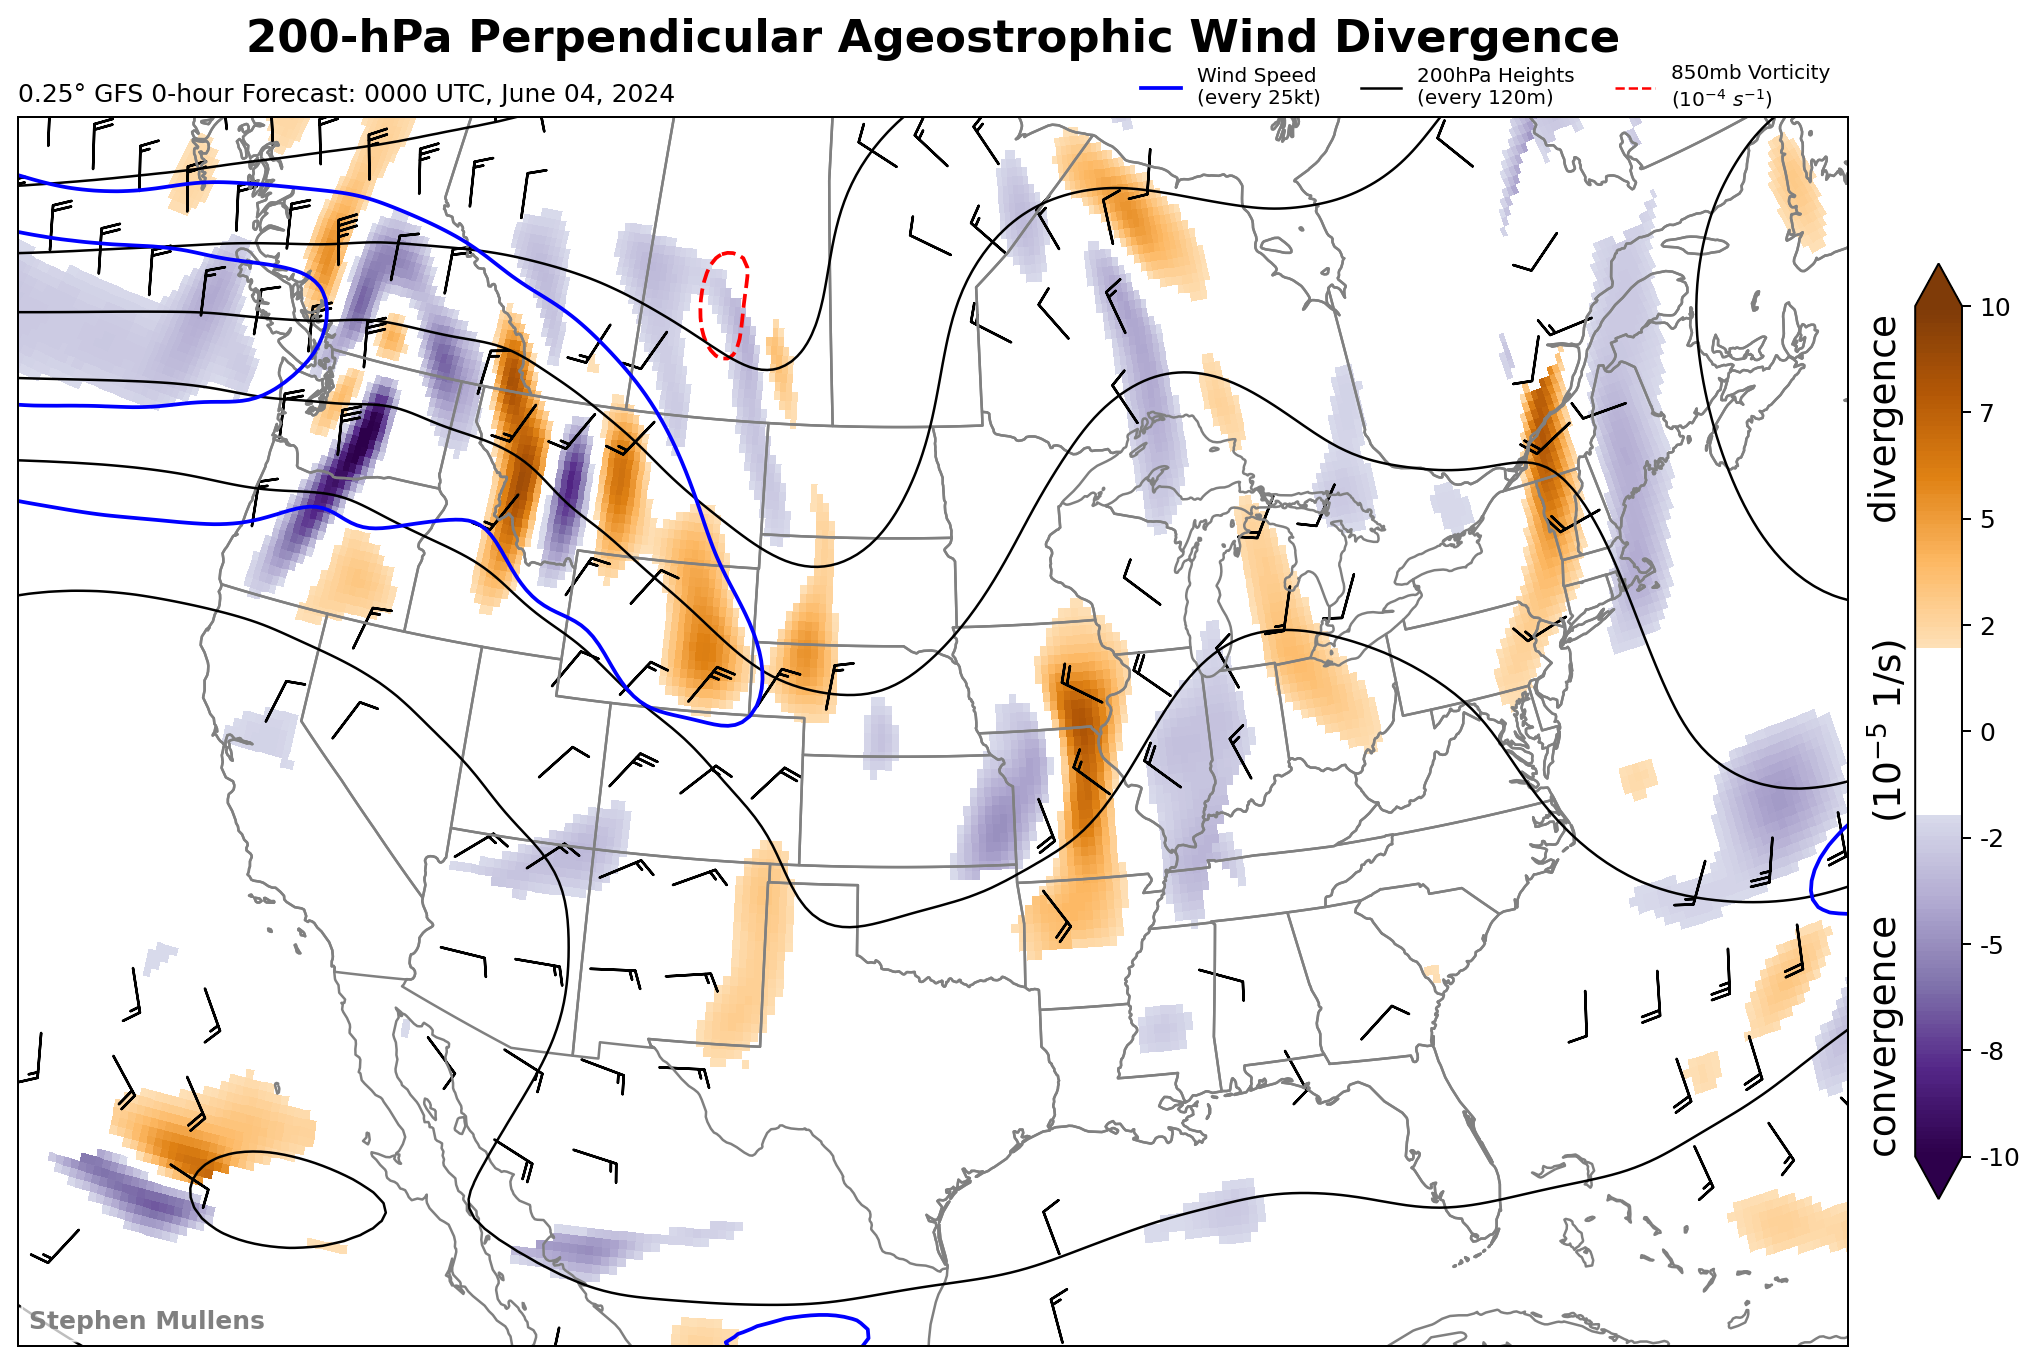 200-hPa Perpendicular Ageostrophic Wind Divergence
0.25° GFS 0-hour Forecast: 0000 UTC, June 04, 2024
Wind Speed
(every 25kt)
200hPa Heights
(every 120m)
850mb Vorticity
(10⁻⁴ s⁻¹)
10
7
5
2
0
-2
-5
-8
-10
convergence (10⁻⁵ 1/s) divergence
Stephen Mullens